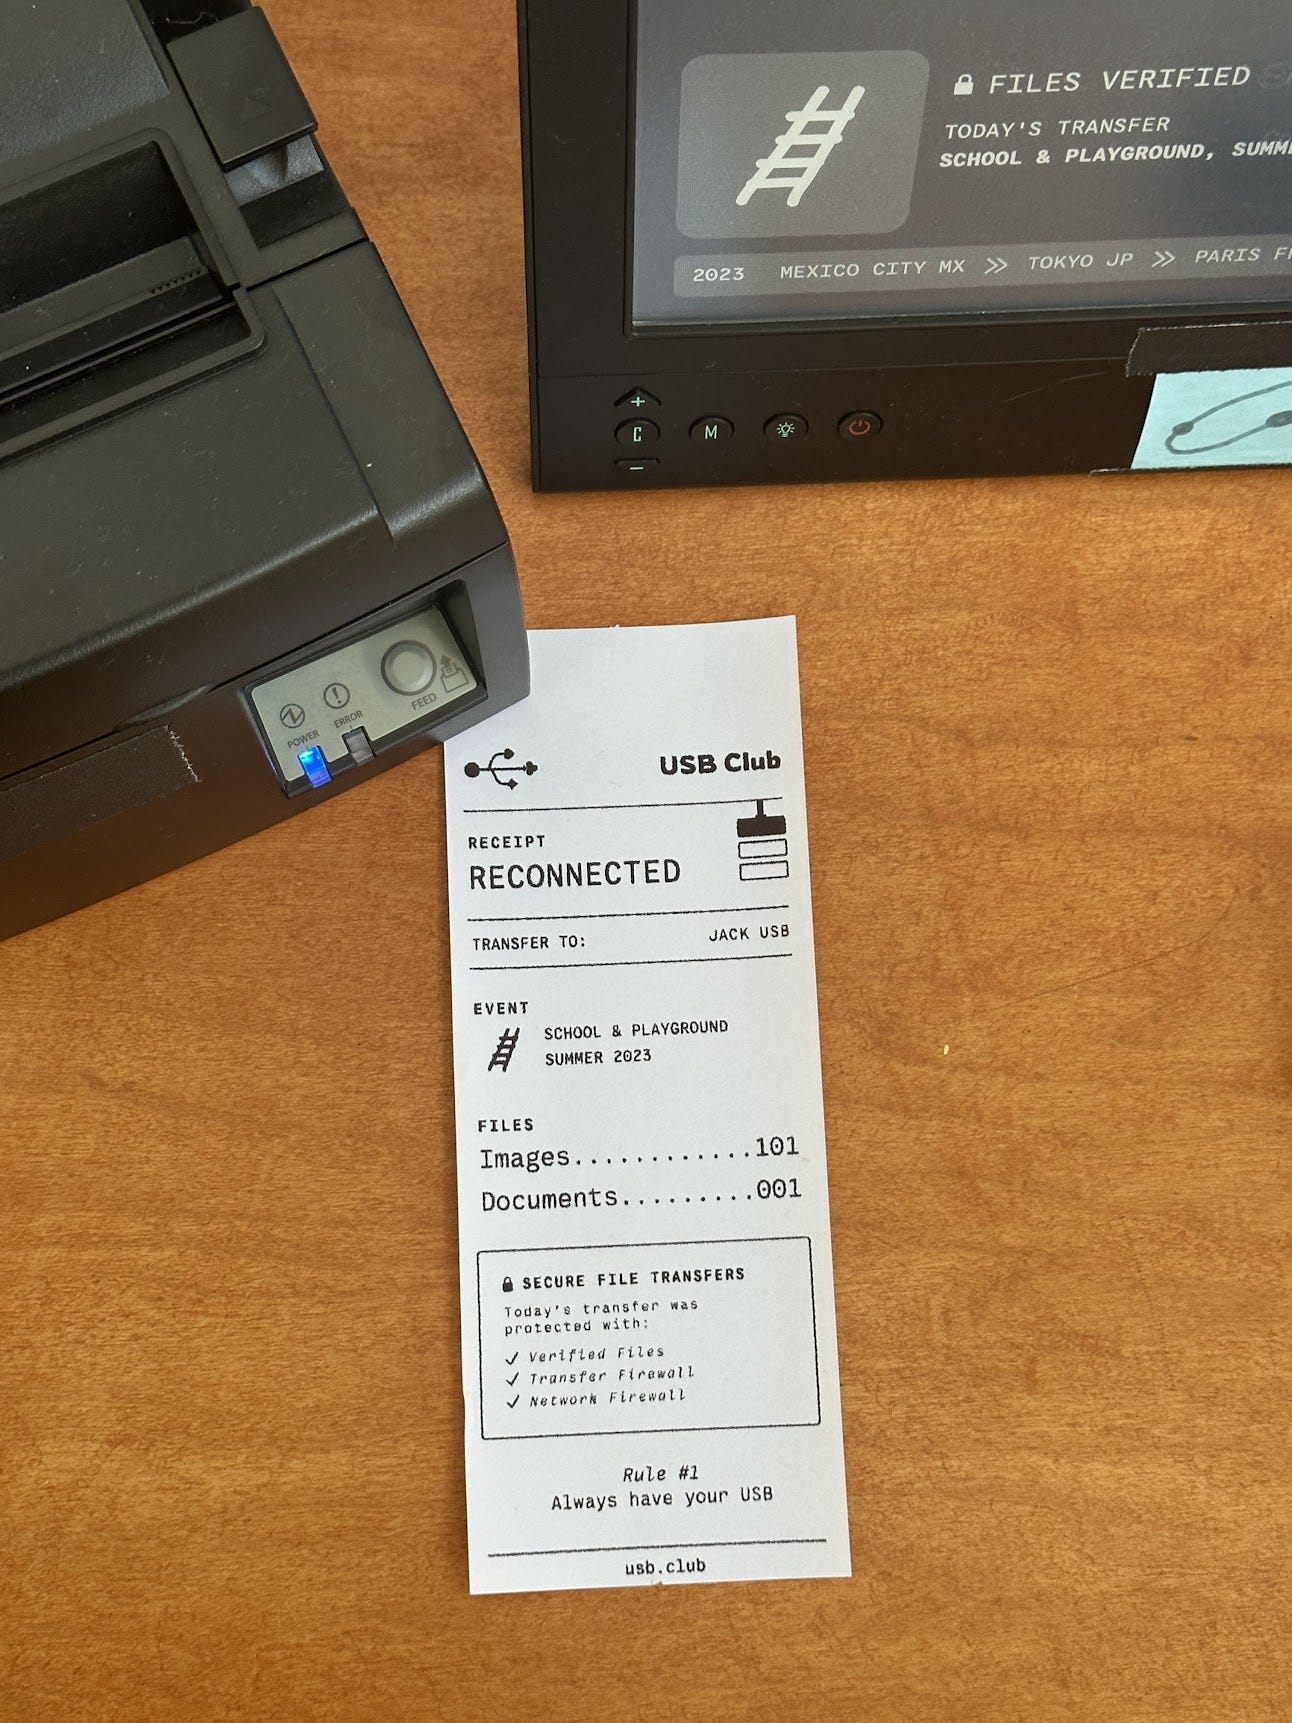 FILES VERIFIED
TODAY'S TRANSFER
SCHOOL & PLAYGROUND,
2023 MEXICO CITY MX >> TOKYO JP >> PARIS
+
C M
-
POWER ERROR FEED
USB Club
RECEIPT
RECONNECTED
TRANSFER TO: JACK USB
EVENT
SCHOOL & PLAYGROUND
SUMMER 2023
FILES
Images............101
Documents.........001
SECURE FILE TRANSFERS
Today's transfer was
protected with:
✓ Verified Files
✓ Transfer Firewall
✓ Network Firewall
Rule #1
Always have your USB
usb.club